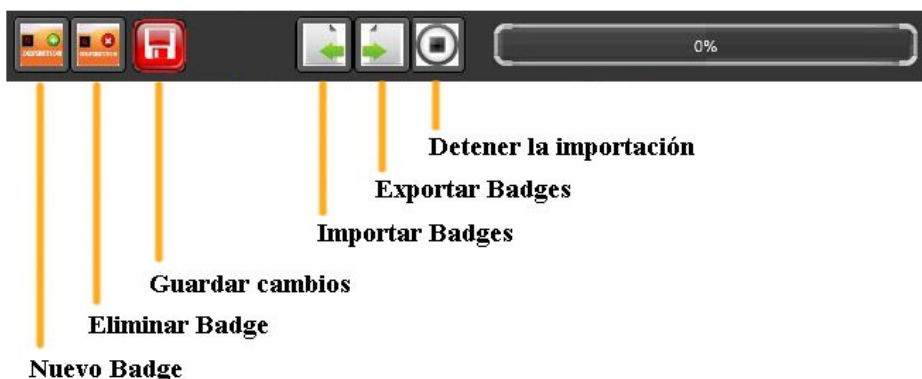 0%
Detener la importación
Exportar Badges
Importar Badges
Guardar cambios
Eliminar Badge
Nuevo Badge